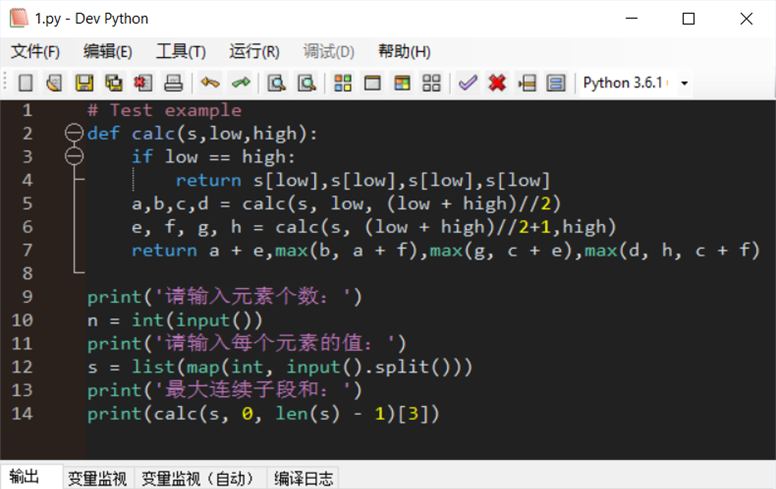 1.py - Dev Python
文件(F) 编辑(E) 工具(T) 运行(R) 调试(D) 帮助(H)
Python 3.6.1
1 # Test example
2 def calc(s,low,high):
3 if low == high:
4 return s[low],s[low],s[low],s[low]
5 a,b,c,d = calc(s, low, (low + high)//2)
6 e, f, g, h = calc(s, (low + high)//2+1,high)
7 return a + e,max(b, a + f),max(g, c + e),max(d, h, c + f)
8
9 print('请输入元素个数：')
10 n = int(input())
11 print('请输入每个元素的值：')
12 s = list(map(int, input().split()))
13 print('最大连续子段和：')
14 print(calc(s, 0, len(s) - 1)[3])
输出 变量监视 变量监视（自动） 编译日志